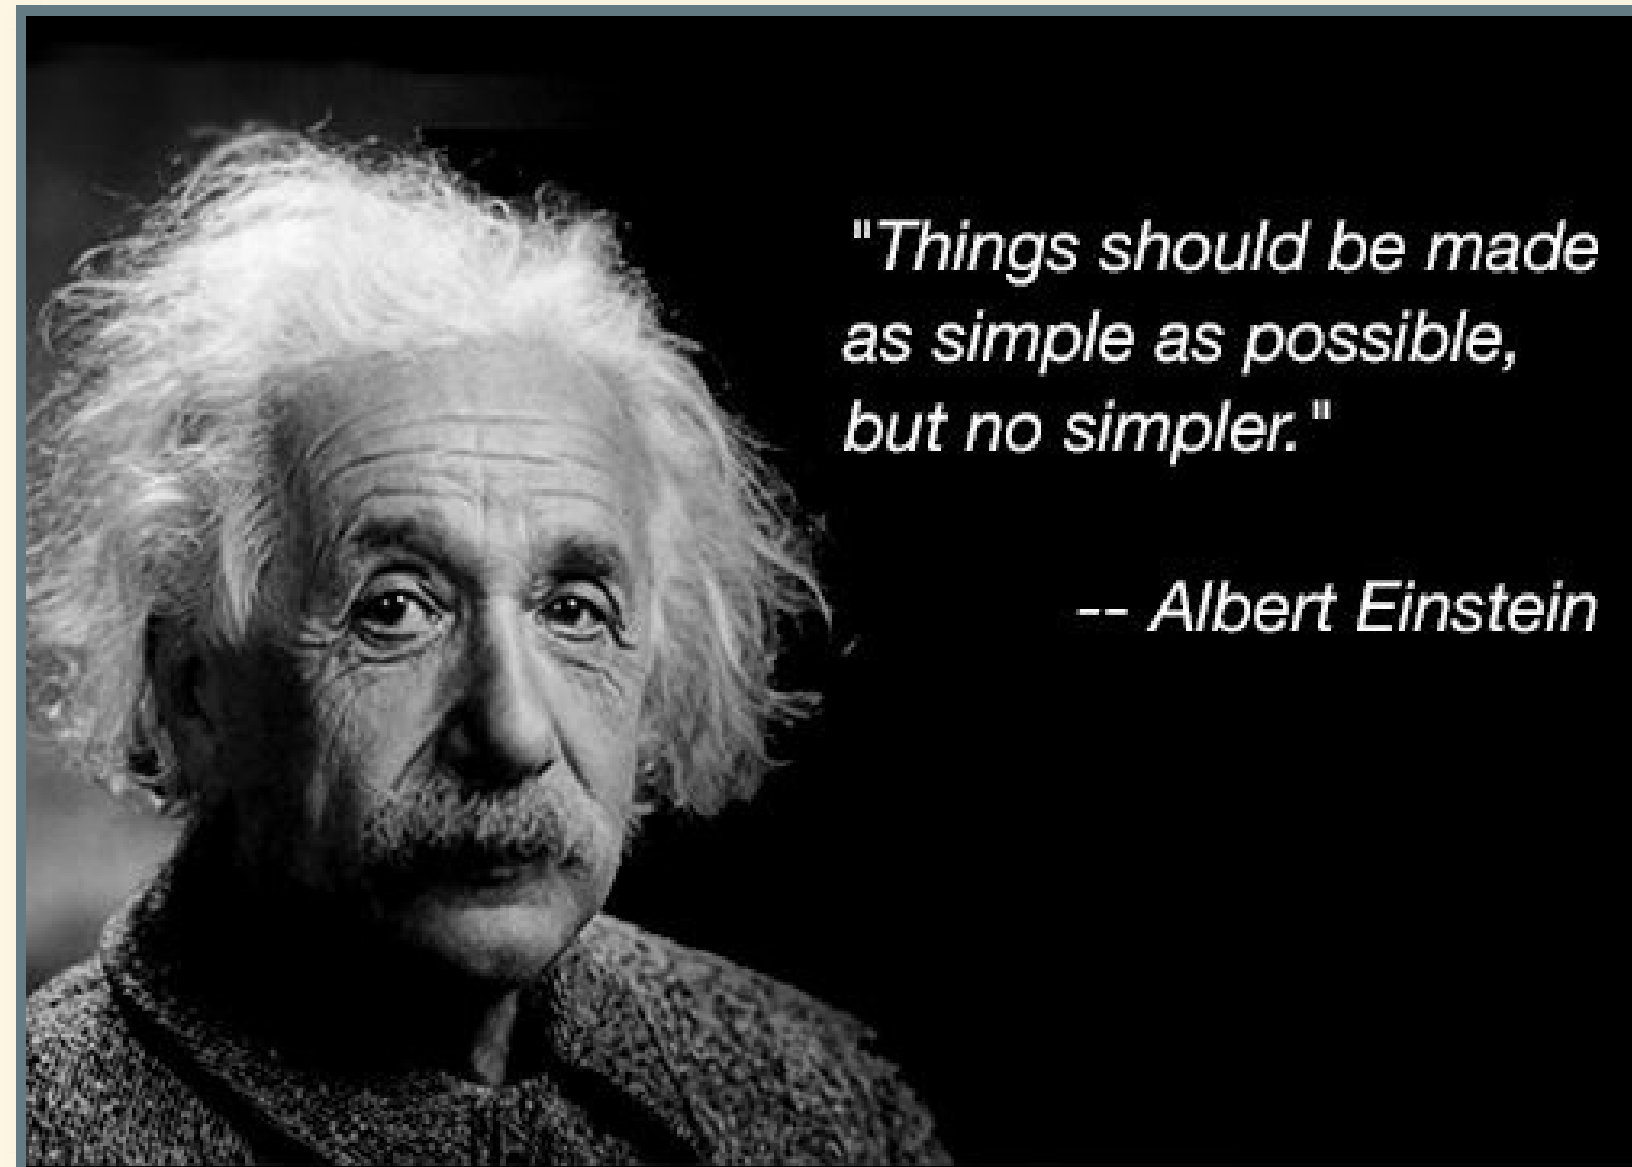 "Things should be made
as simple as possible,
but no simpler."
-- Albert Einstein